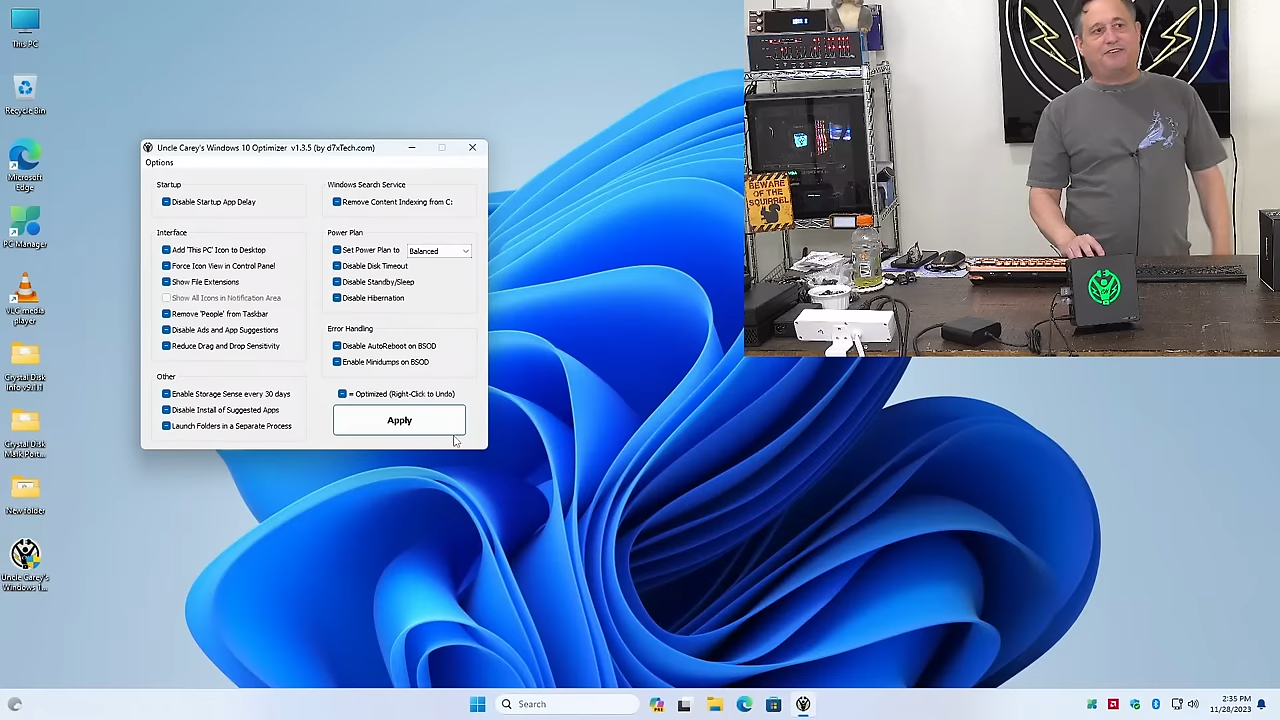 This PC
Recycle Bin
Microsoft
Edge
PC Manager
VLC media
player
Crystal Disk
Crystal Disk
Mark Port...
New folder
Uncle Carey's
Windows 1...
Uncle Carey's Windows 10 Optimizer v1.3.5 (by d7xTech.com)
Options
Startup
Disable Startup App Delay
Interface
Add 'This PC' Icon to Desktop
Force Icon View in Control Panel
Show File Extensions
Show All Icons in Notification Area
Remove 'People' from Taskbar
Disable Ads and App Suggestions
Reduce Drag and Drop Sensitivity
Other
Enable Storage Sense every 30 days
Disable Install of Suggested Apps
Launch Folders in a Separate Process
Windows Search Service
Remove Content Indexing from C:
Power Plan
Set Power Plan to Balanced
Disable Disk Timeout
Disable Standby/Sleep
Disable Hibernation
Error Handling
Disable AutoReboot on BSOD
Enable Minidumps on BSOD
= Optimized (Right-Click to Undo)
Apply
BEWARE
OF THE
SQUIRREL
Search
2:35 PM
11/28/2023